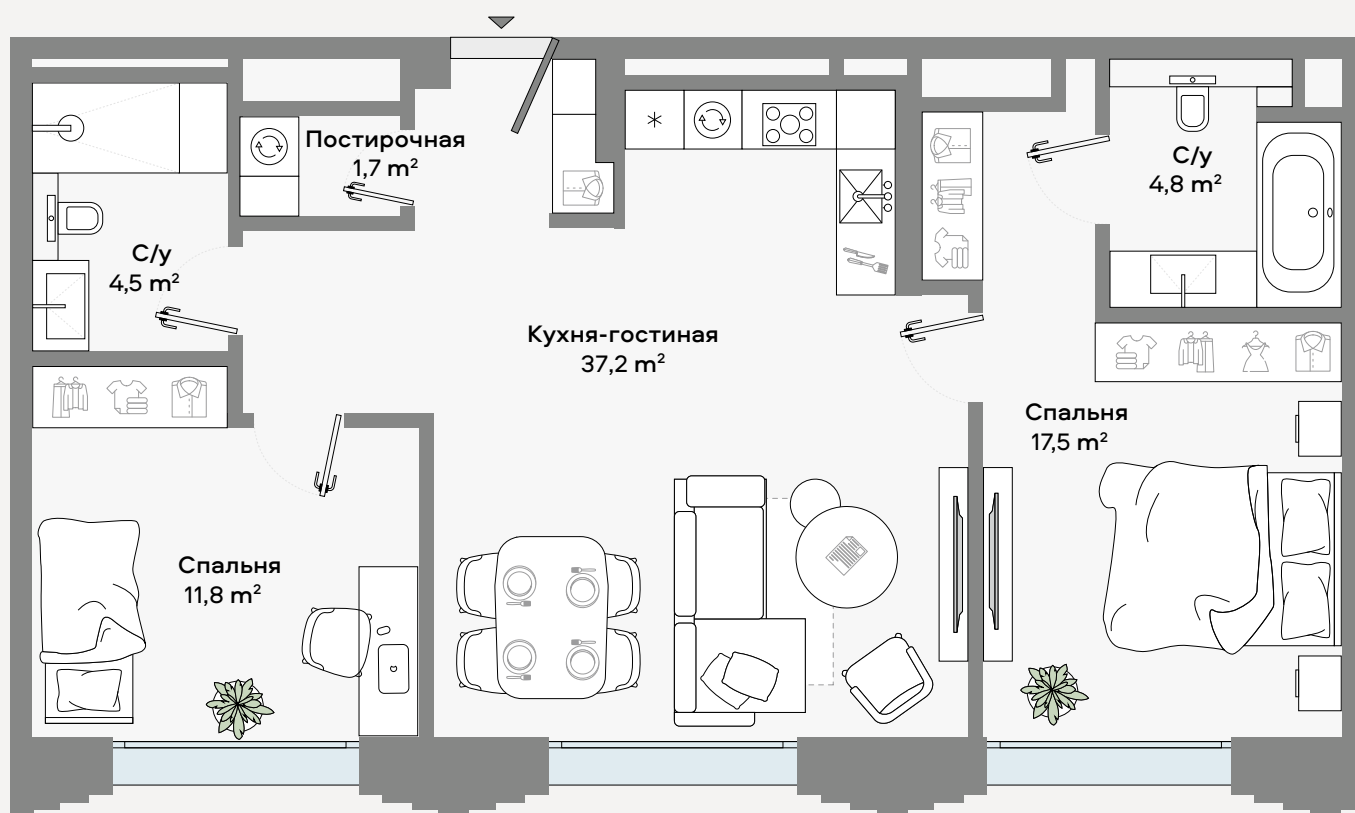 Постирочная
1,7 m²
С/у
4,8 m²
С/у
4,5 m²
Кухня-гостиная
37,2 m²
Спальня
17,5 m²
Спальня
11,8 m²